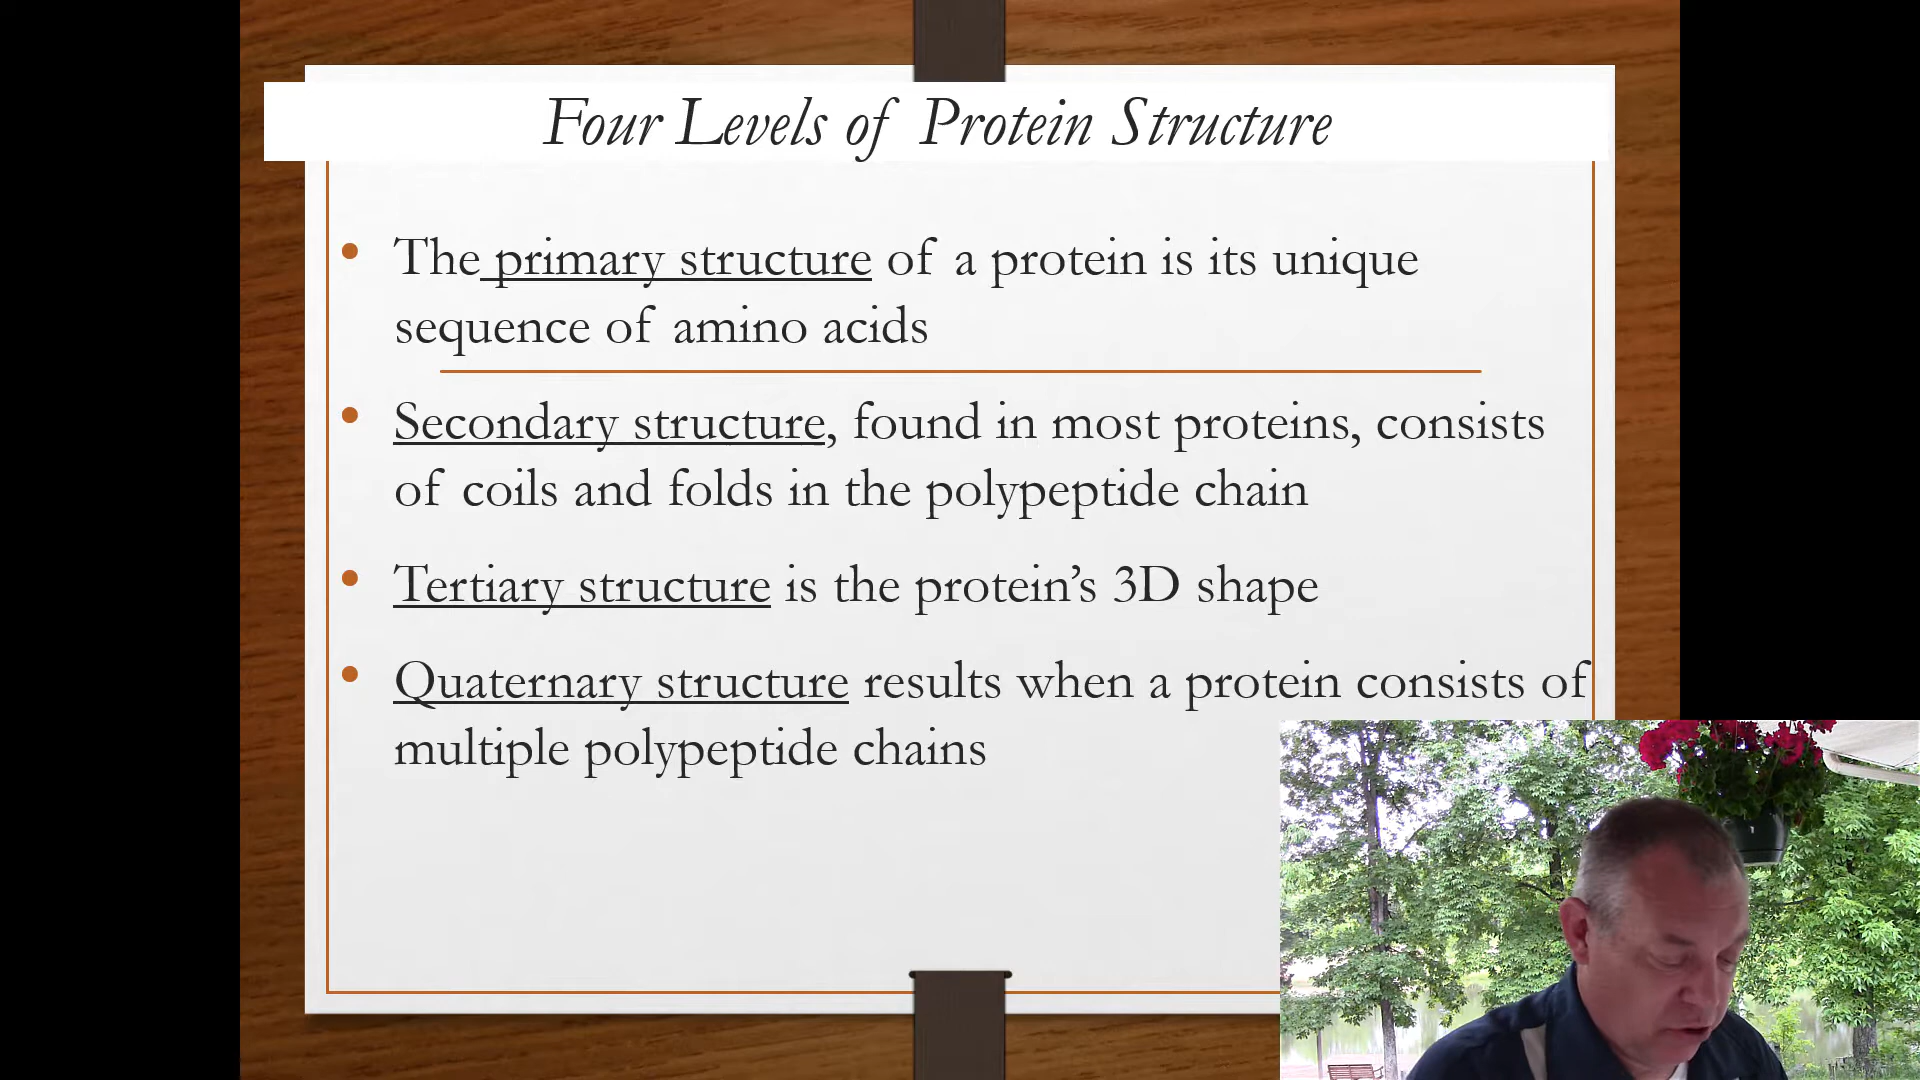 Four Levels of Protein Structure
• The primary structure of a protein is its unique
sequence of amino acids
• Secondary structure, found in most proteins, consists
of coils and folds in the polypeptide chain
• Tertiary structure is the protein’s 3D shape
• Quaternary structure results when a protein consists of
multiple polypeptide chains